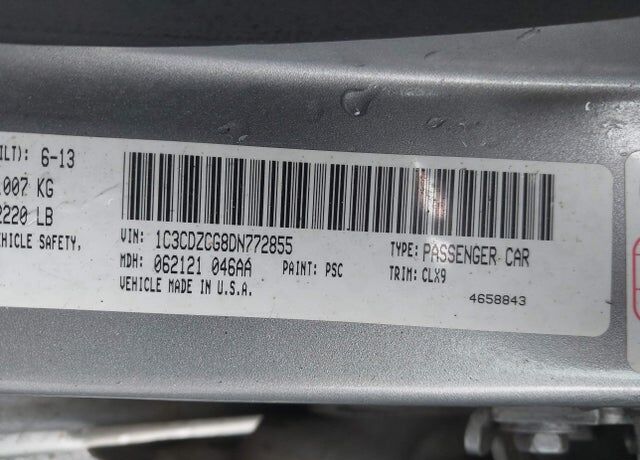 ILT): 6-13
007 KG
2220 LB
EHICLE SAFETY,
VIN: 1C3CDZCG8DN772855
TYPE: PASSENGER CAR
MDH: 062121 046AA PAINT: PSC
TRIM: CLX9
VEHICLE MADE IN U.S.A.
4658843